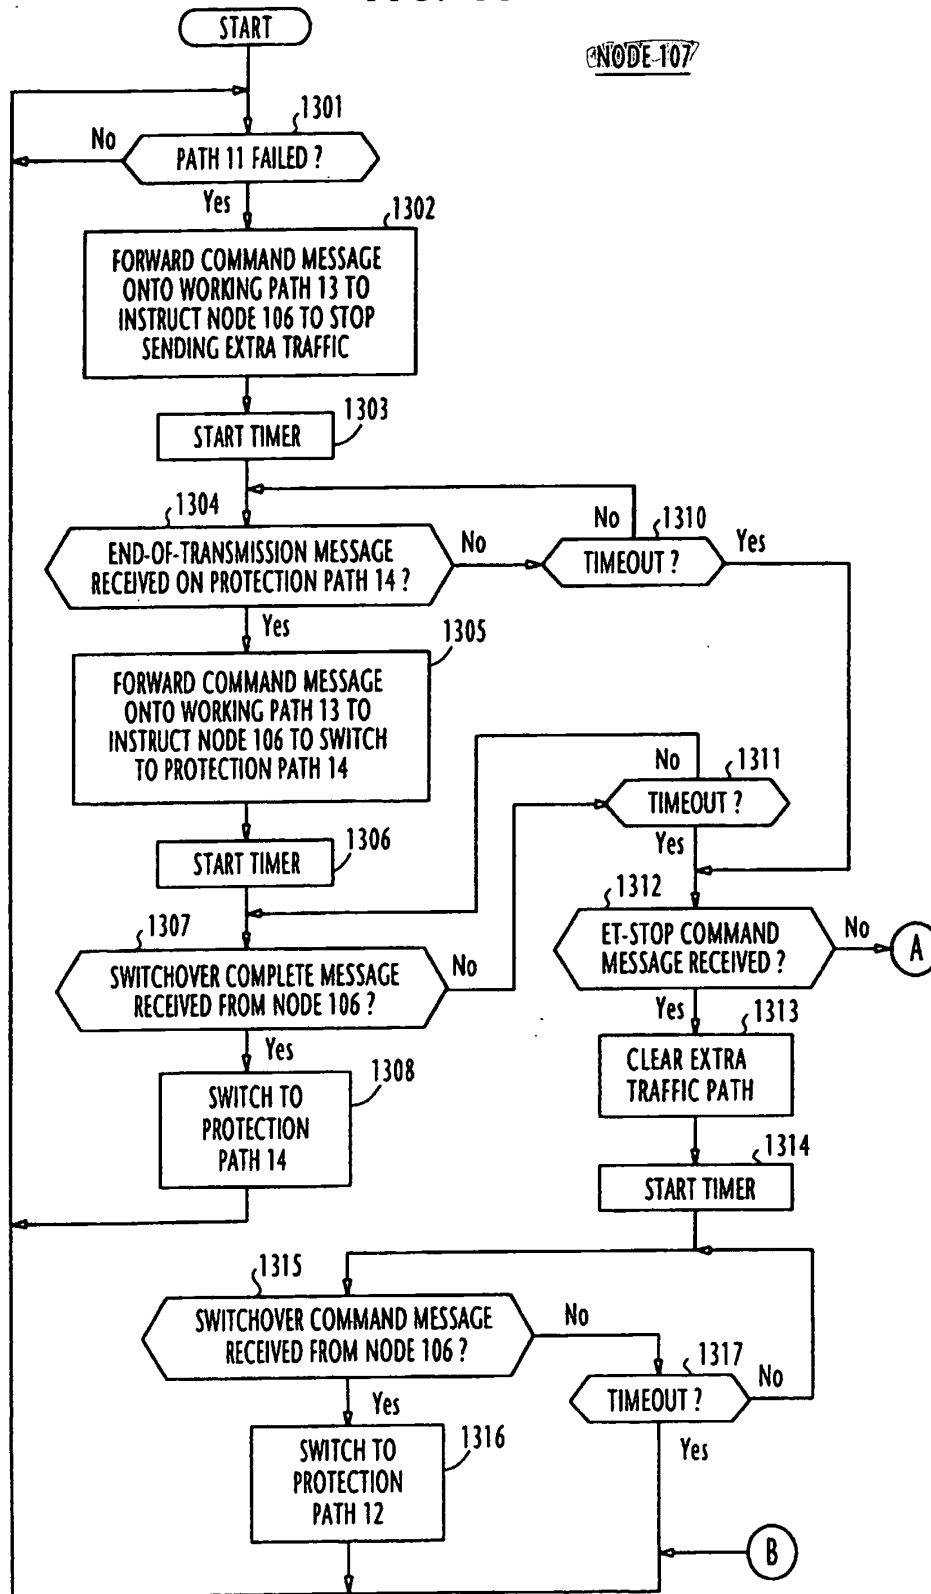 START
NODE 107
1301
No
PATH 11 FAILED ?
Yes
1302
FORWARD COMMAND MESSAGE
ONTO WORKING PATH 13 TO
INSTRUCT NODE 106 TO STOP
SENDING EXTRA TRAFFIC
1303
START TIMER
1304
END-OF-TRANSMISSION MESSAGE
RECEIVED ON PROTECTION PATH 14 ?
No
No
1310
TIMEOUT ?
Yes
Yes
1305
FORWARD COMMAND MESSAGE
ONTO WORKING PATH 13 TO
INSTRUCT NODE 106 TO SWITCH
TO PROTECTION PATH 14
No
1311
TIMEOUT ?
Yes
1306
START TIMER
1307
SWITCHOVER COMPLETE MESSAGE
RECEIVED FROM NODE 106 ?
No
1312
ET-STOP COMMAND
MESSAGE RECEIVED ?
No
A
Yes
Yes
1313
CLEAR EXTRA
TRAFFIC PATH
1308
SWITCH TO
PROTECTION
PATH 14
1314
START TIMER
1315
SWITCHOVER COMMAND MESSAGE
RECEIVED FROM NODE 106 ?
No
1317
TIMEOUT ?
No
Yes
Yes
1316
SWITCH TO
PROTECTION
PATH 12
B